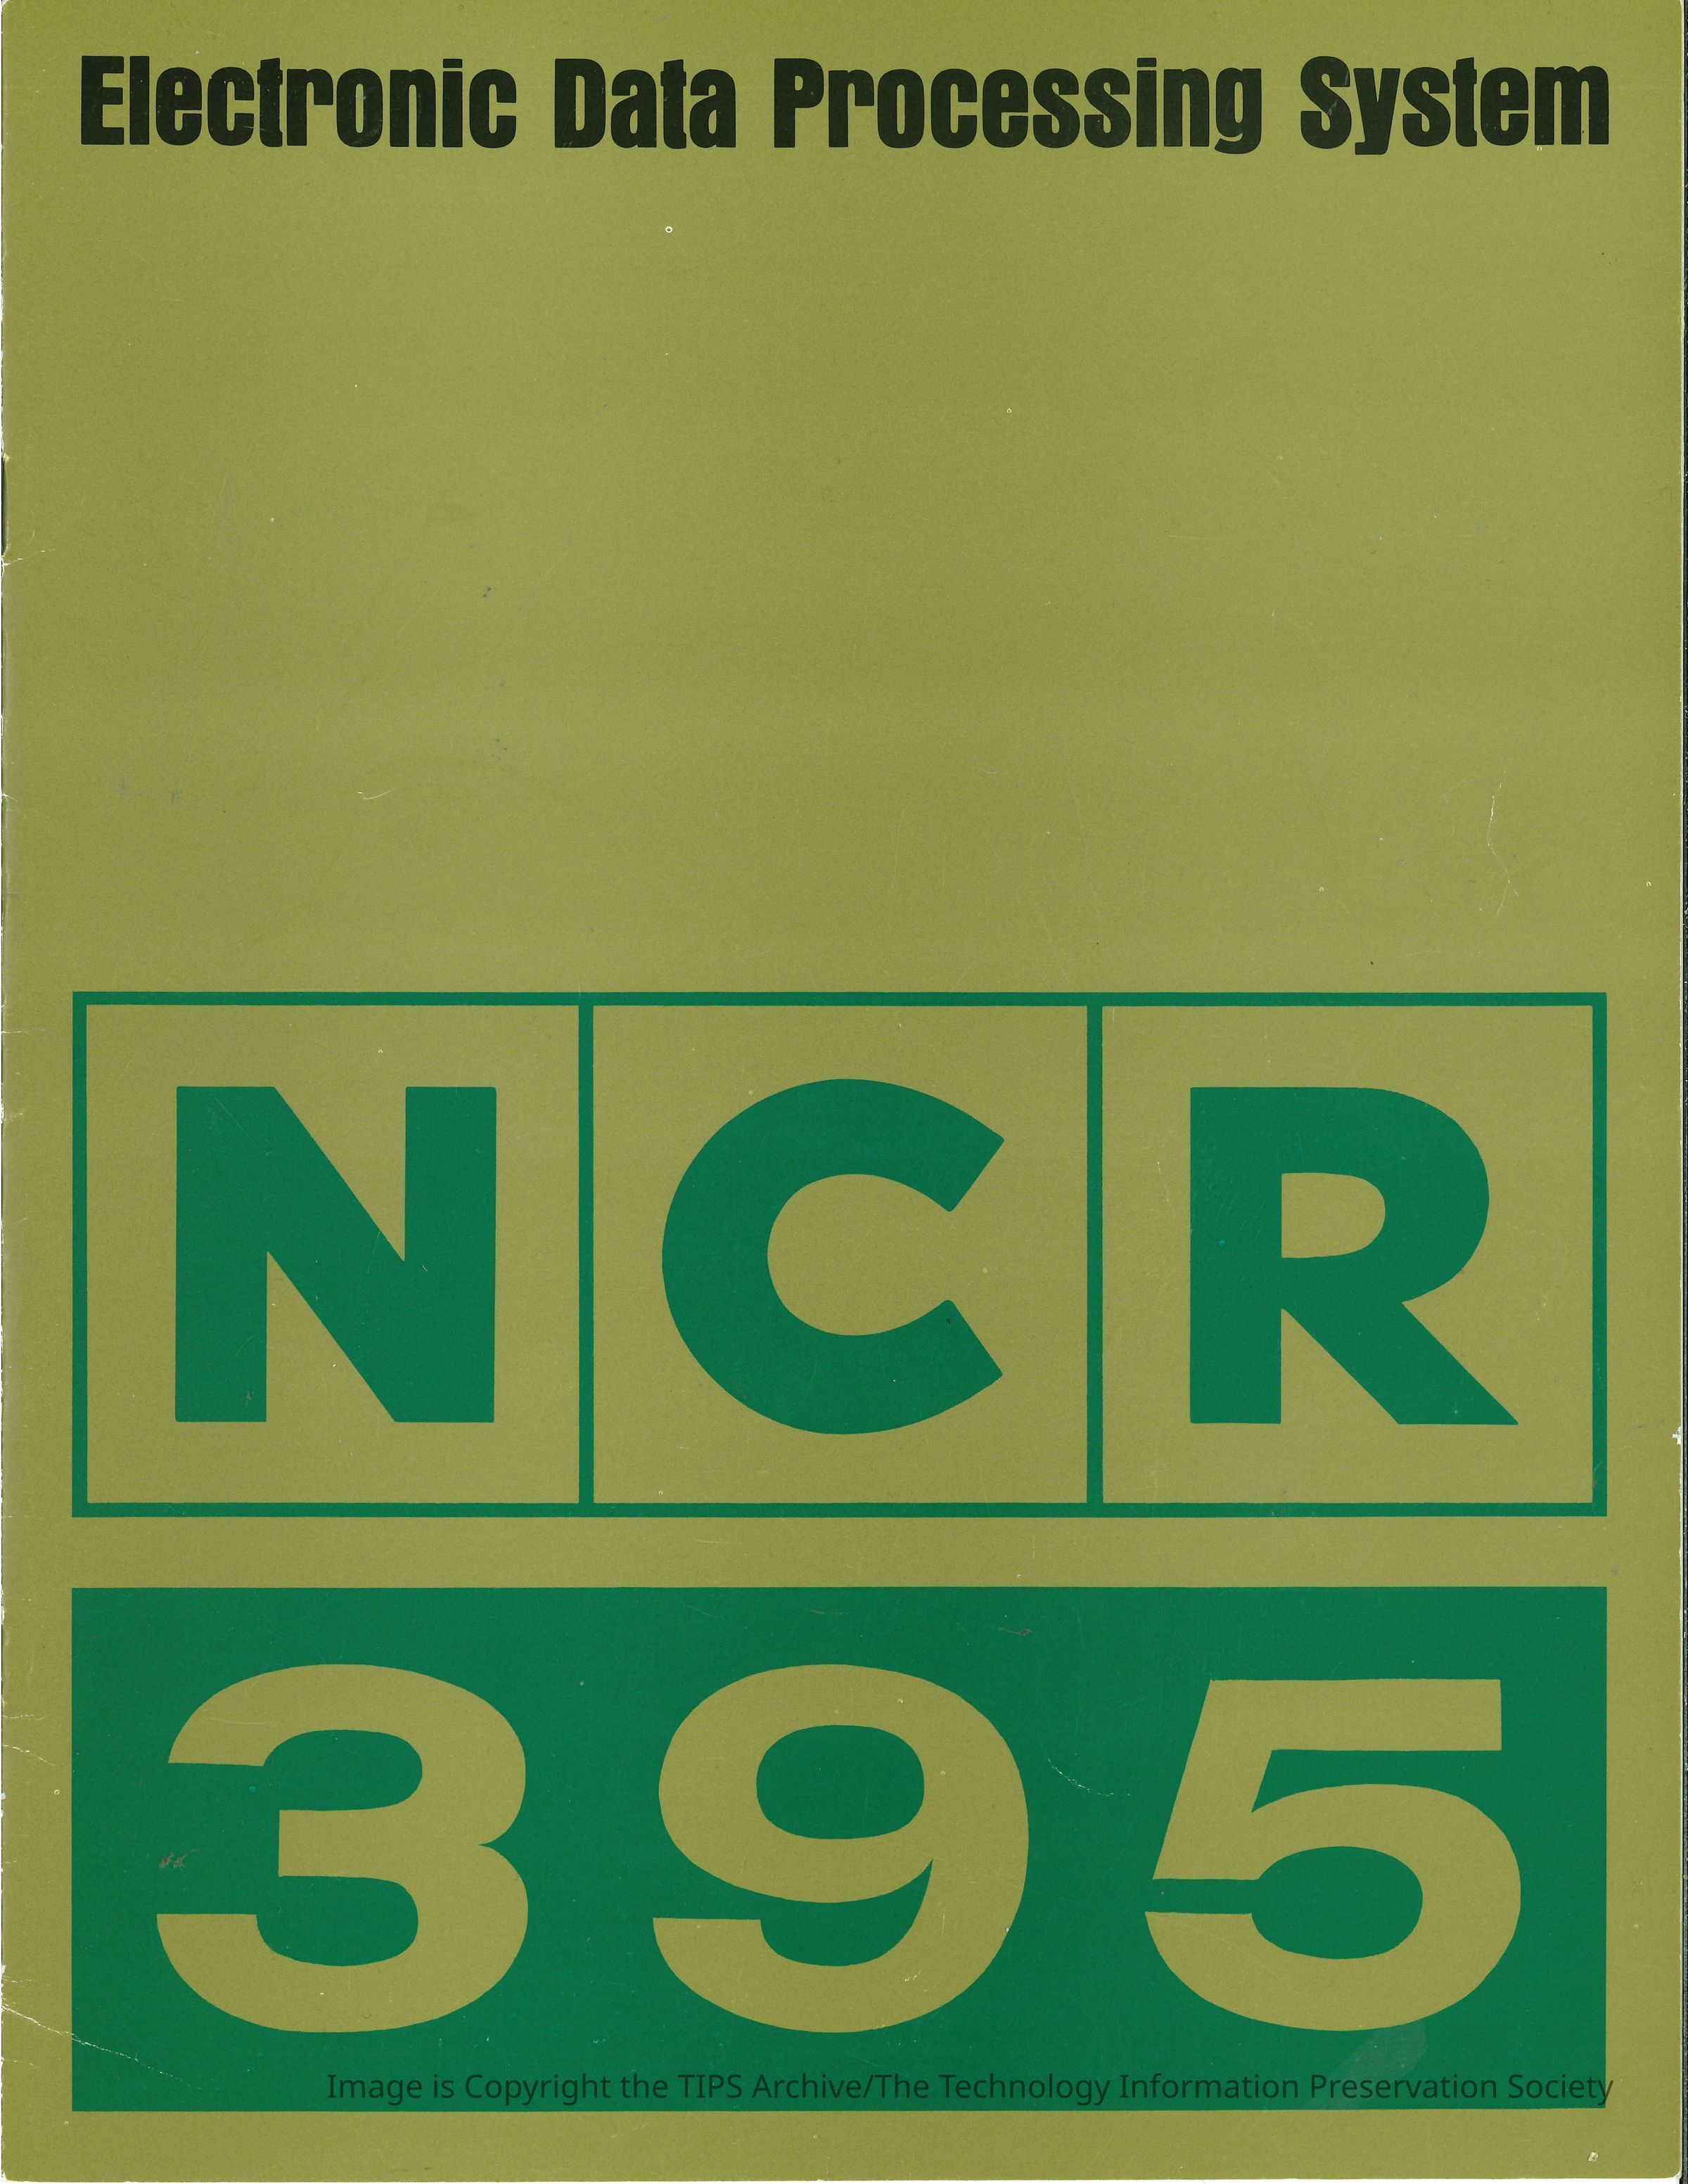 Electronic Data Processing System
NCR
395
Image is Copyright the TIPS Archive/The Technology Information Preservation Society